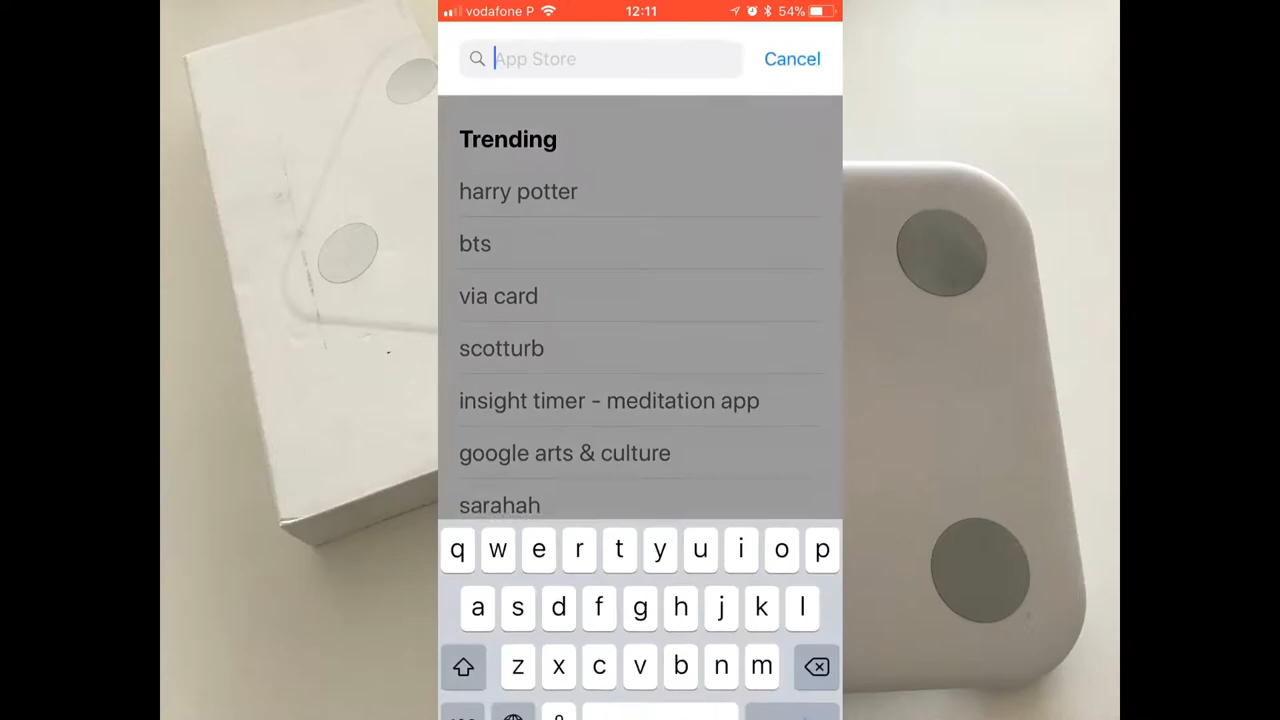 vodafone P 12:11 54%
App Store Cancel
Trending
harry potter
bts
via card
scotturb
insight timer - meditation app
google arts & culture
sarahah
q w e r t y u i o p
a s d f g h j k l
z x c v b n m